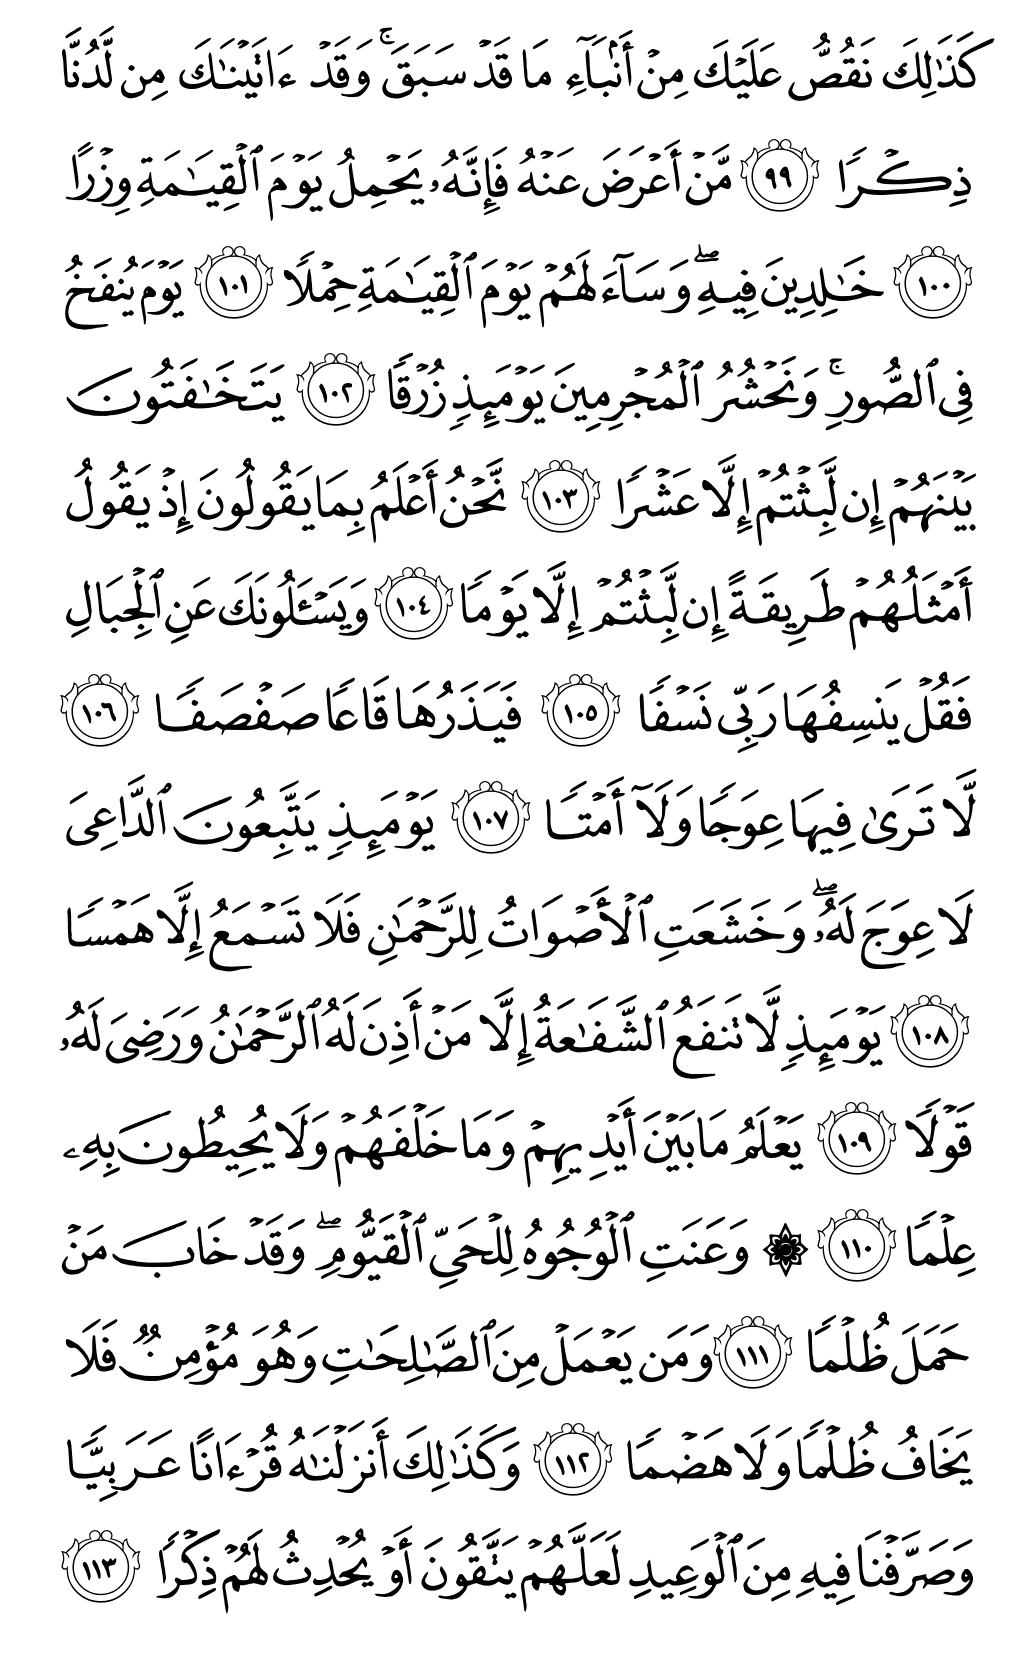 كَذَٰلِكَ نَقُصُّ عَلَيۡكَ مِنۡ أَنۢبَآءِ مَا قَدۡ سَبَقَۚ وَقَدۡ ءَاتَيۡنَٰكَ مِن لَّدُنَّا
ذِكۡرٗا ٩٩ مَّنۡ أَعۡرَضَ عَنۡهُ فَإِنَّهُۥ يَحۡمِلُ يَوۡمَ ٱلۡقِيَٰمَةِ وِزۡرًا
١٠٠ خَٰلِدِينَ فِيهِۖ وَسَآءَ لَهُمۡ يَوۡمَ ٱلۡقِيَٰمَةِ حِمۡلٗا ١٠١ يَوۡمَ يُنفَخُ
فِي ٱلصُّورِۚ وَنَحۡشُرُ ٱلۡمُجۡرِمِينَ يَوۡمَئِذٖ زُرۡقٗا ١٠٢ يَتَخَٰفَتُونَ
بَيۡنَهُمۡ إِن لَّبِثۡتُمۡ إِلَّا عَشۡرٗا ١٠٣ نَّحۡنُ أَعۡلَمُ بِمَا يَقُولُونَ إِذۡ يَقُولُ
أَمۡثَلُهُمۡ طَرِيقَةً إِن لَّبِثۡتُمۡ إِلَّا يَوۡمٗا ١٠٤ وَيَسۡـَٔلُونَكَ عَنِ ٱلۡجِبَالِ
فَقُلۡ يَنسِفُهَا رَبِّي نَسۡفٗا ١٠٥ فَيَذَرُهَا قَاعٗا صَفۡصَفٗا ١٠٦
لَّا تَرَىٰ فِيهَا عِوَجٗا وَلَآ أَمۡتٗا ١٠٧ يَوۡمَئِذٖ يَتَّبِعُونَ ٱلدَّاعِيَ
لَا عِوَجَ لَهُۥۖ وَخَشَعَتِ ٱلۡأَصۡوَاتُ لِلرَّحۡمَٰنِ فَلَا تَسۡمَعُ إِلَّا هَمۡسٗا
١٠٨ يَوۡمَئِذٖ لَّا تَنفَعُ ٱلشَّفَٰعَةُ إِلَّا مَنۡ أَذِنَ لَهُ ٱلرَّحۡمَٰنُ وَرَضِيَ لَهُۥ
قَوۡلٗا ١٠٩ يَعۡلَمُ مَا بَيۡنَ أَيۡدِيهِمۡ وَمَا خَلۡفَهُمۡ وَلَا يُحِيطُونَ بِهِۦ
عِلۡمٗا ١١٠ ۞ وَعَنَتِ ٱلۡوُجُوهُ لِلۡحَيِّ ٱلۡقَيُّومِۖ وَقَدۡ خَابَ مَنۡ
حَمَلَ ظُلۡمٗا ١١١ وَمَن يَعۡمَلۡ مِنَ ٱلصَّٰلِحَٰتِ وَهُوَ مُؤۡمِنٞ فَلَا
يَخَافُ ظُلۡمٗا وَلَا هَضۡمٗا ١١٢ وَكَذَٰلِكَ أَنزَلۡنَٰهُ قُرۡءَانًا عَرَبِيّٗا
وَصَرَّفۡنَا فِيهِ مِنَ ٱلۡوَعِيدِ لَعَلَّهُمۡ يَتَّقُونَ أَوۡ يُحۡدِثُ لَهُمۡ ذِكۡرٗا ١١٣